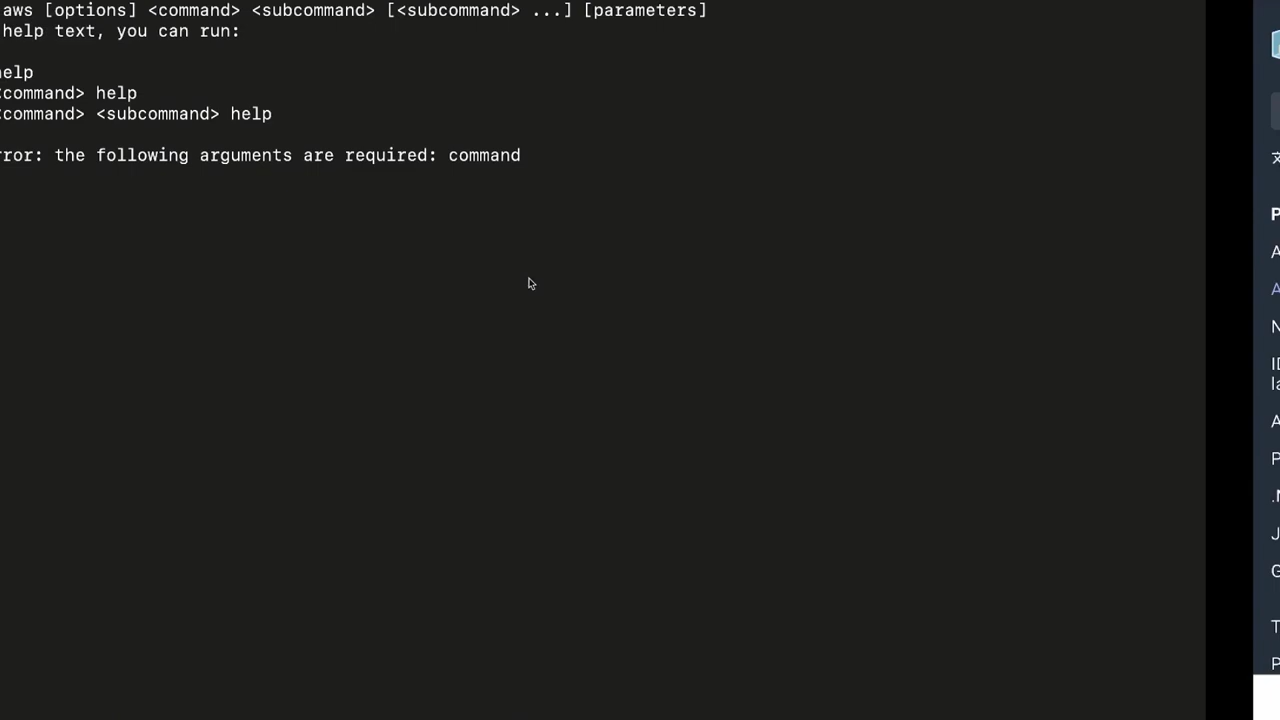 aws [options] <command> <subcommand> [<subcommand> ...] [parameters]
help text, you can run:
help
<command> help
<command> <subcommand> help
rror: the following arguments are required: command